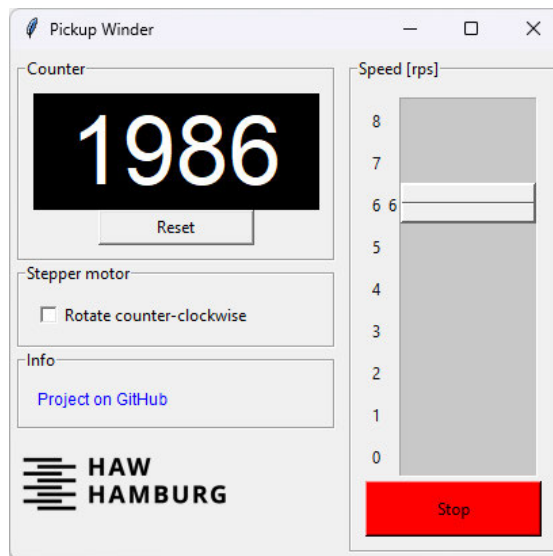 Pickup Winder
Counter
1986
Reset
Stepper motor
Rotate counter-clockwise
Info
Project on GitHub
HAW
HAMBURG
Speed [rps]
8
7
6 6
5
4
3
2
1
0
Stop